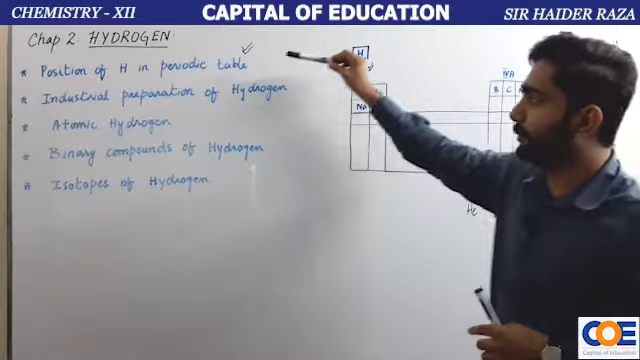 CHEMISTRY - XII
CAPITAL OF EDUCATION
SIR HAIDER RAZA
Chap 2. HYDROGEN.
* Position of H in periodic table
* Industrial preparation of Hydrogen
* Atomic Hydrogen
* Binary compounds of Hydrogen
* Isotopes of Hydrogen
H
IVA
B C
Na
He
COE
Capital of Education